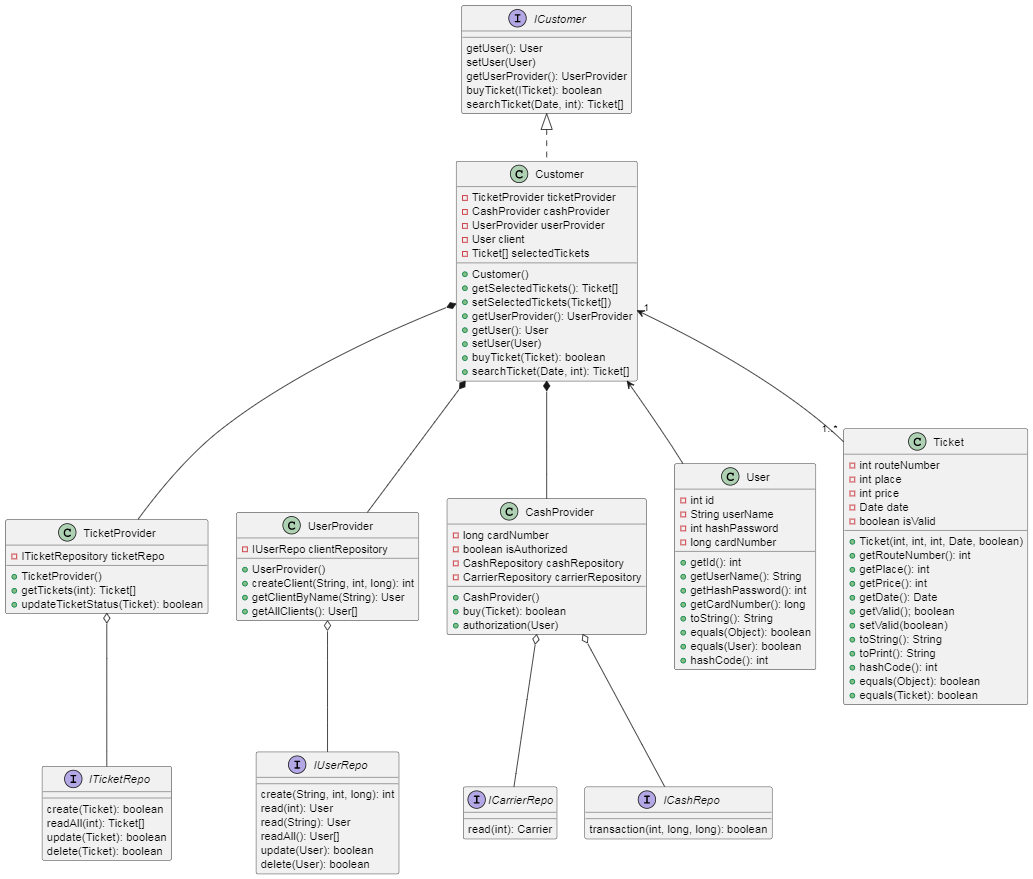 I ICustomer
getUser(): User
setUser(User)
getUserProvider(): UserProvider
buyTicket(ITicket): boolean
searchTicket(Date, int): Ticket[]
C Customer
TicketProvider ticketProvider
CashProvider cashProvider
UserProvider userProvider
User client
Ticket[] selectedTickets
Customer()
getSelectedTickets(): Ticket[]
setSelectedTickets(Ticket[])
getUserProvider(): UserProvider
getUser(): User
setUser(User)
buyTicket(Ticket): boolean
searchTicket(Date, int): Ticket[]
1
1..*
C TicketProvider
ITicketRepository ticketRepo
TicketProvider()
getTickets(int): Ticket[]
updateTicketStatus(Ticket): boolean
C UserProvider
IUserRepo clientRepository
UserProvider()
createClient(String, int, long): int
getClientByName(String): User
getAllClients(): User[]
C CashProvider
long cardNumber
boolean isAuthorized
CashRepository cashRepository
CarrierRepository carrierRepository
CashProvider()
buy(Ticket): boolean
authorization(User)
C User
int id
String userName
int hashPassword
long cardNumber
getId(): int
getUserName(): String
getHashPassword(): int
getCardNumber(): long
toString(): String
equals(Object): boolean
equals(User): boolean
hashCode(): int
C Ticket
int routeNumber
int place
int price
Date date
boolean isValid
Ticket(int, int, int, Date, boolean)
getRouteNumber(): int
getPlace(): int
getPrice(): int
getDate(): Date
getValid(); boolean
setValid(boolean)
toString(): String
toPrint(): String
hashCode(): int
equals(Object): boolean
equals(Ticket): boolean
I ITicketRepo
create(Ticket): boolean
readAll(int): Ticket[]
update(Ticket): boolean
delete(Ticket): boolean
I IUserRepo
create(String, int, long): int
read(int): User
read(String): User
readAll(): User[]
update(User): boolean
delete(User): boolean
I ICarrierRepo
read(int): Carrier
I ICashRepo
transaction(int, long, long): boolean